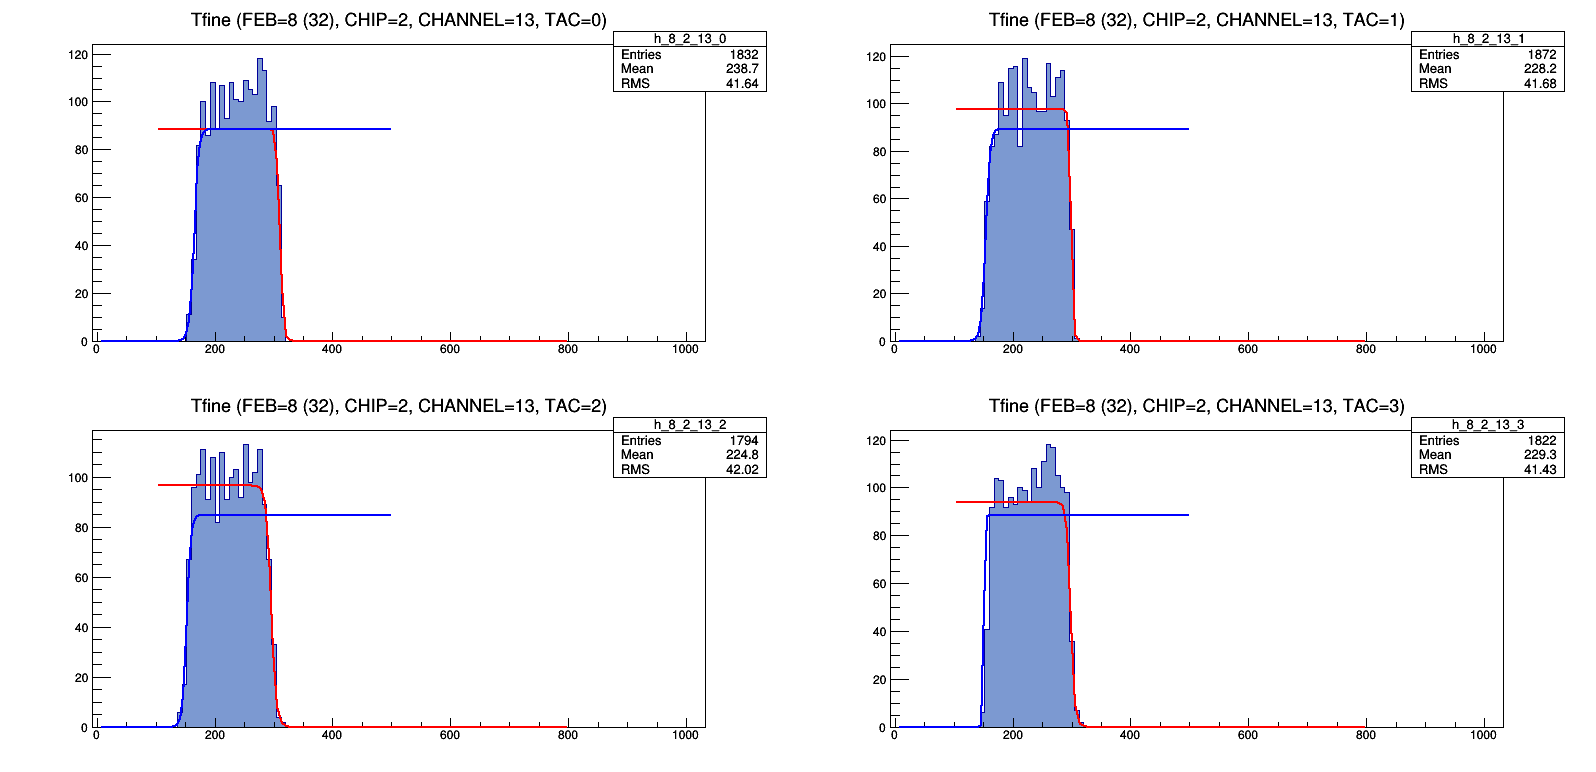 Tfine (FEB=8 (32), CHIP=2, CHANNEL=13, TAC=0)
h_8_2_13_0
Entries 1832
Mean 238.7
RMS 41.64
120
100
80
60
40
20
0
0 200 400 600 800 1000
Tfine (FEB=8 (32), CHIP=2, CHANNEL=13, TAC=1)
h_8_2_13_1
Entries 1872
Mean 228.2
RMS 41.68
120
100
80
60
40
20
0
0 200 400 600 800 1000
Tfine (FEB=8 (32), CHIP=2, CHANNEL=13, TAC=2)
h_8_2_13_2
Entries 1794
Mean 224.8
RMS 42.02
100
80
60
40
20
0
0 200 400 600 800 1000
Tfine (FEB=8 (32), CHIP=2, CHANNEL=13, TAC=3)
h_8_2_13_3
Entries 1822
Mean 229.3
RMS 41.43
120
100
80
60
40
20
0
0 200 400 600 800 1000